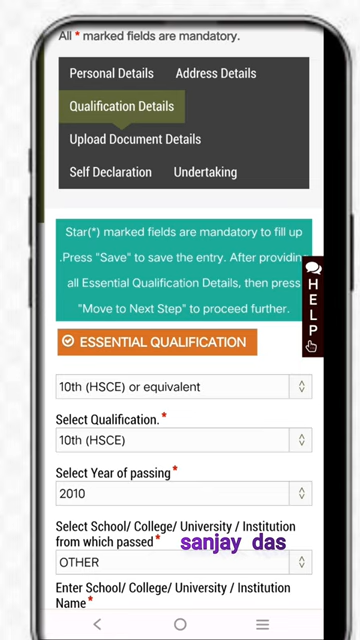 All * marked fields are mandatory.
Personal Details Address Details
Qualification Details
Upload Document Details
Self Declaration Undertaking
Star(*) marked fields are mandatory to fill up
.Press "Save" to save the entry. After providing
all Essential Qualification Details, then press
"Move to Next Step" to proceed further.
HELP
ESSENTIAL QUALIFICATION
10th (HSCE) or equivalent
Select Qualification.*
10th (HSCE)
Select Year of passing*
2010
Select School/ College/ University / Institution
from which passed*
sanjay das
OTHER
Enter School/ College/ University / Institution
Name*